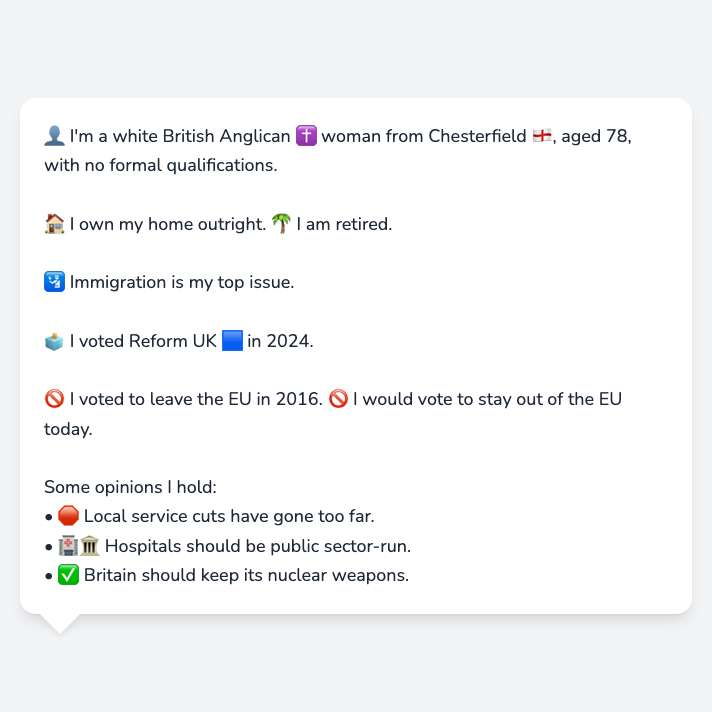 👤 I'm a white British Anglican ✝️ woman from Chesterfield 🏴󠁧󠁢󠁥󠁮󠁧󠁿, aged 78,
with no formal qualifications.
🏠 I own my home outright. 🌴 I am retired.
🛂 Immigration is my top issue.
🗳️ I voted Reform UK 🟦 in 2024.
🚫 I voted to leave the EU in 2016. 🚫 I would vote to stay out of the EU
today.
Some opinions I hold:
• 🛑 Local service cuts have gone too far.
• 🏥🏛️ Hospitals should be public sector-run.
• ✅ Britain should keep its nuclear weapons.